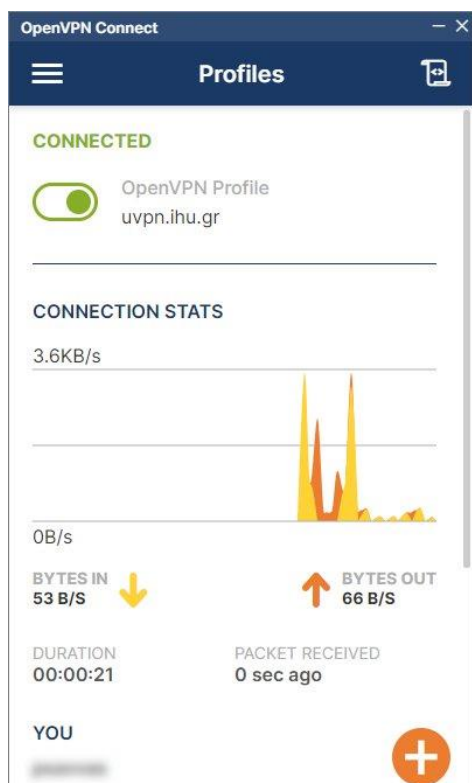 OpenVPN Connect
Profiles
CONNECTED
OpenVPN Profile
uvpn.ihu.gr
CONNECTION STATS
3.6KB/s
0B/s
BYTES IN
53 B/S
BYTES OUT
66 B/S
DURATION
00:00:21
PACKET RECEIVED
0 sec ago
YOU